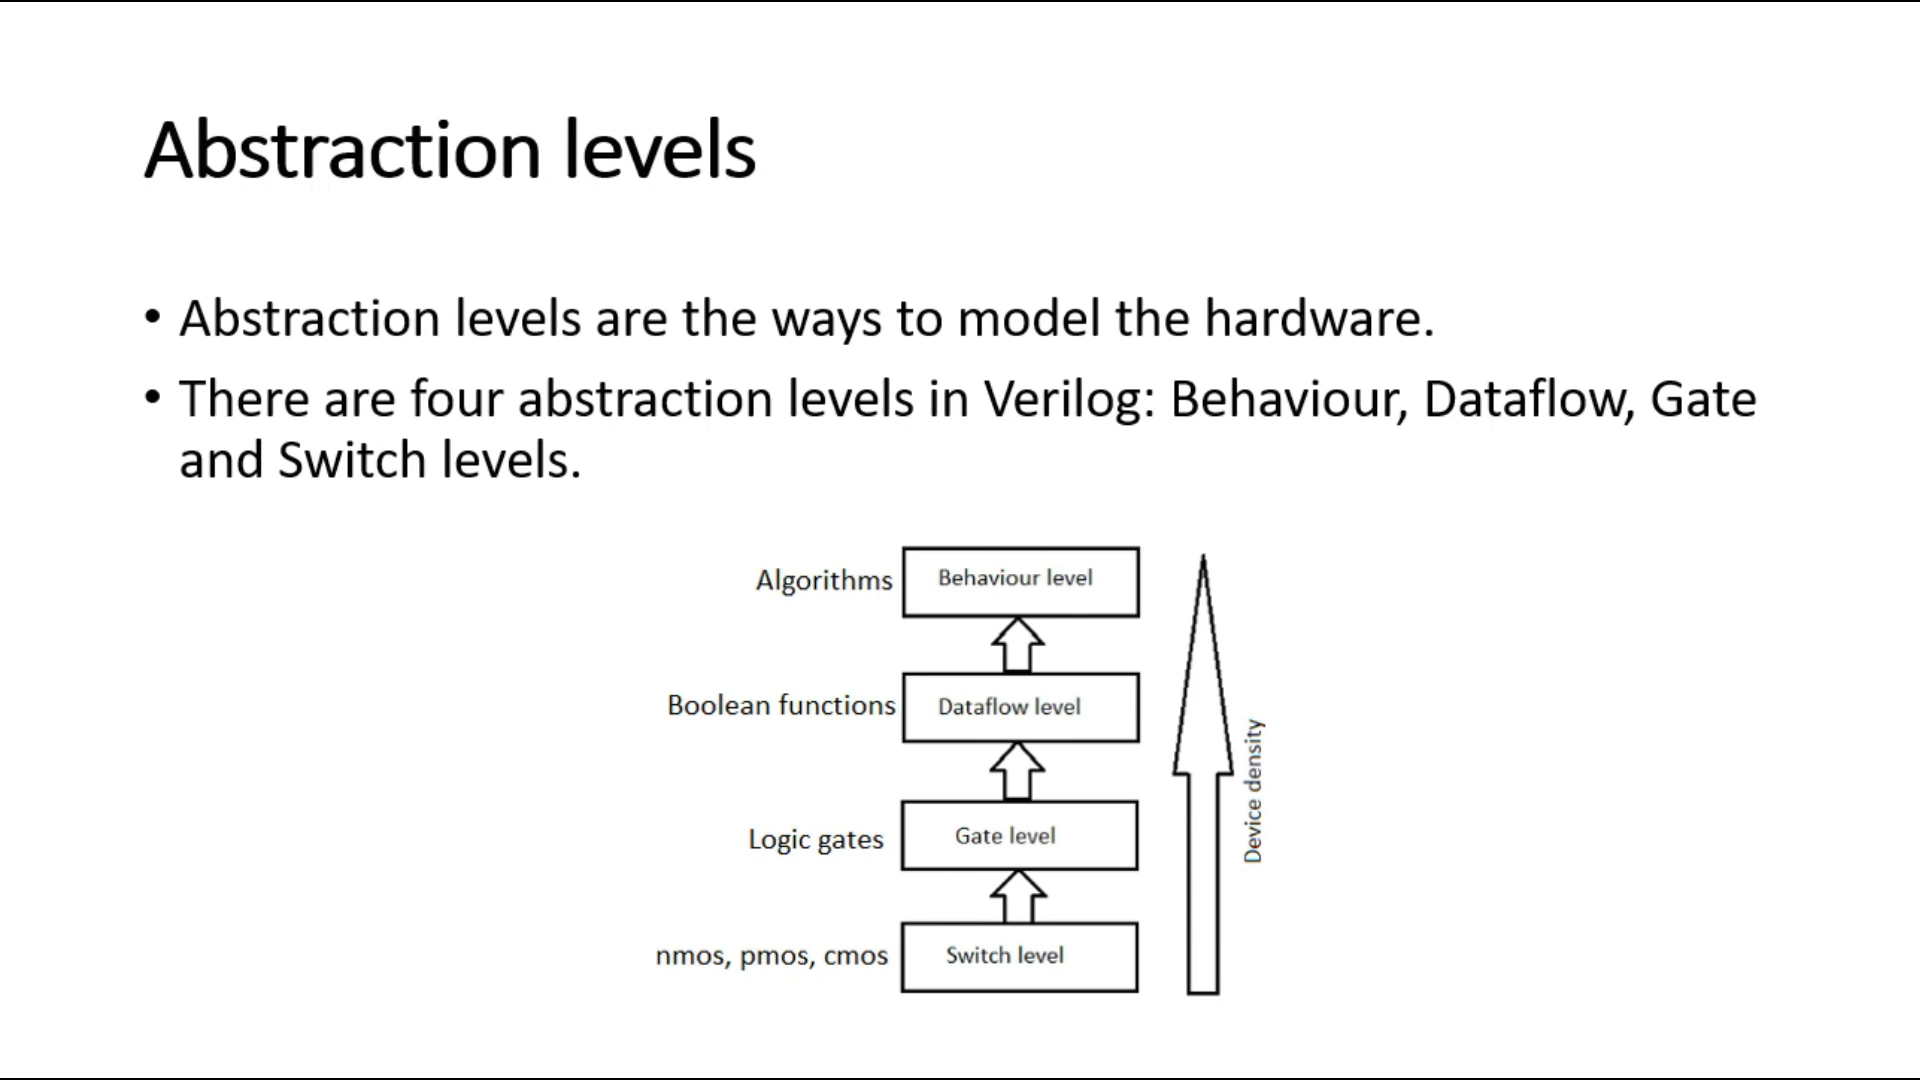 Abstraction levels
• Abstraction levels are the ways to model the hardware.
• There are four abstraction levels in Verilog: Behaviour, Dataflow, Gate
and Switch levels.
Algorithms
Behaviour level
Boolean functions
Dataflow level
Logic gates
Gate level
nmos, pmos, cmos
Switch level
Device density